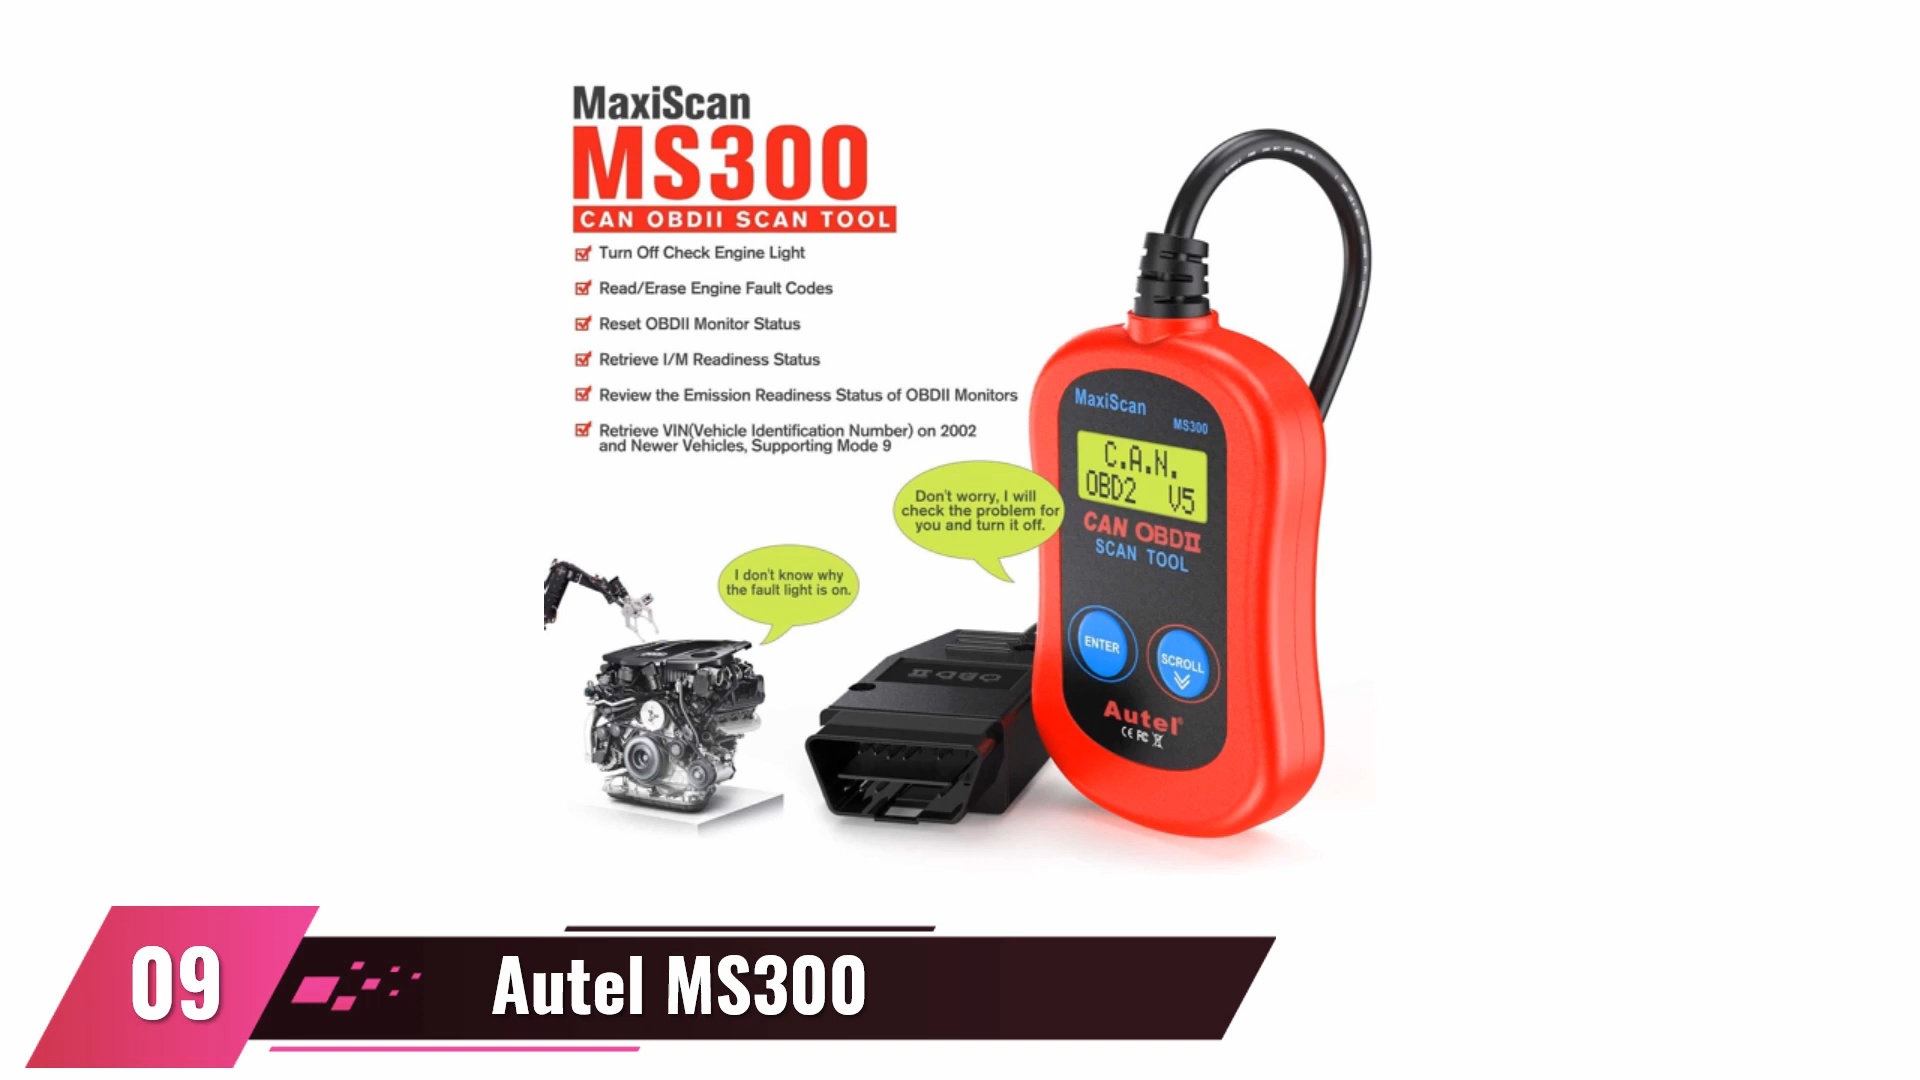 MaxiScan
MS300
CAN OBDII SCAN TOOL
Turn Off Check Engine Light
Read/Erase Engine Fault Codes
Reset OBDII Monitor Status
Retrieve I/M Readiness Status
Review the Emission Readiness Status of OBDII Monitors
Retrieve VIN(Vehicle Identification Number) on 2002
and Newer Vehicles, Supporting Mode 9
Don't worry, I will
check the problem for
you and turn it off.
I don't know why
the fault light is on.
OBD II
MaxiScan
MS300
C.A.N.
OBD2 V5
CAN OBDII
SCAN TOOL
ENTER
SCROLL
Autel®
CE FC
09
Autel MS300